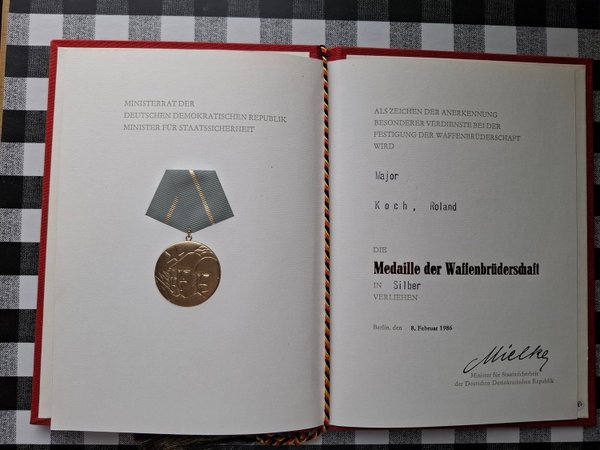 MINISTERRAT DER
DEUTSCHEN DEMOKRATISCHEN REPUBLIK
MINISTER FÜR STAATSSICHERHEIT
ALS ZEICHEN DER ANERKENNUNG
BESONDERER VERDIENSTE BEI DER
FESTIGUNG DER WAFFENBRÜDERSCHAFT
WIRD
Major
Koch, Roland
DIE
Medaille der Waffenbrüderschaft
IN Silber
VERLIEHEN
Berlin, den 8. Februar 1986
Mielke
Minister für Staatssicherheit
der Deutschen Demokratischen Republik